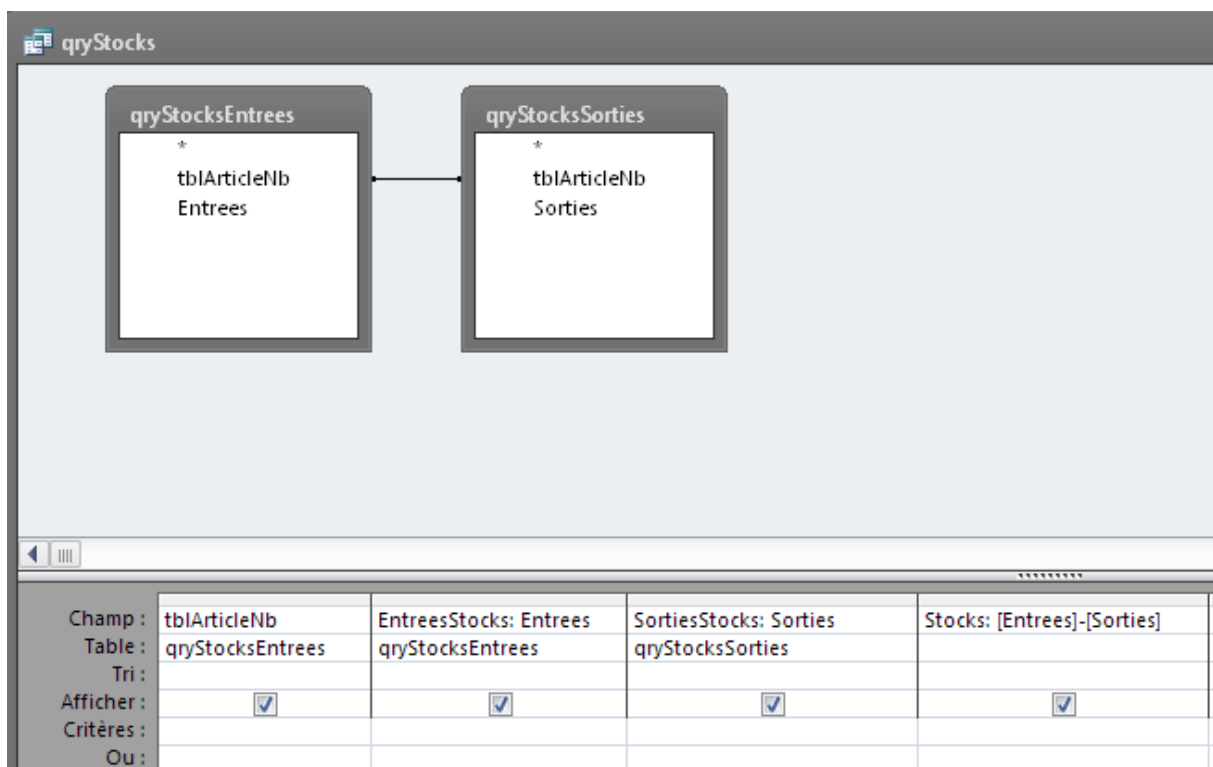 qryStocks
qryStocksEntrees qryStocksSorties
* *
tblArticleNb tblArticleNb
Entrees Sorties
Champ : tblArticleNb EntreesStocks: Entrees SortiesStocks: Sorties Stocks: [Entrees]-[Sorties]
Table : qryStocksEntrees qryStocksEntrees qryStocksSorties
Tri :
Afficher :
Critères :
Ou :